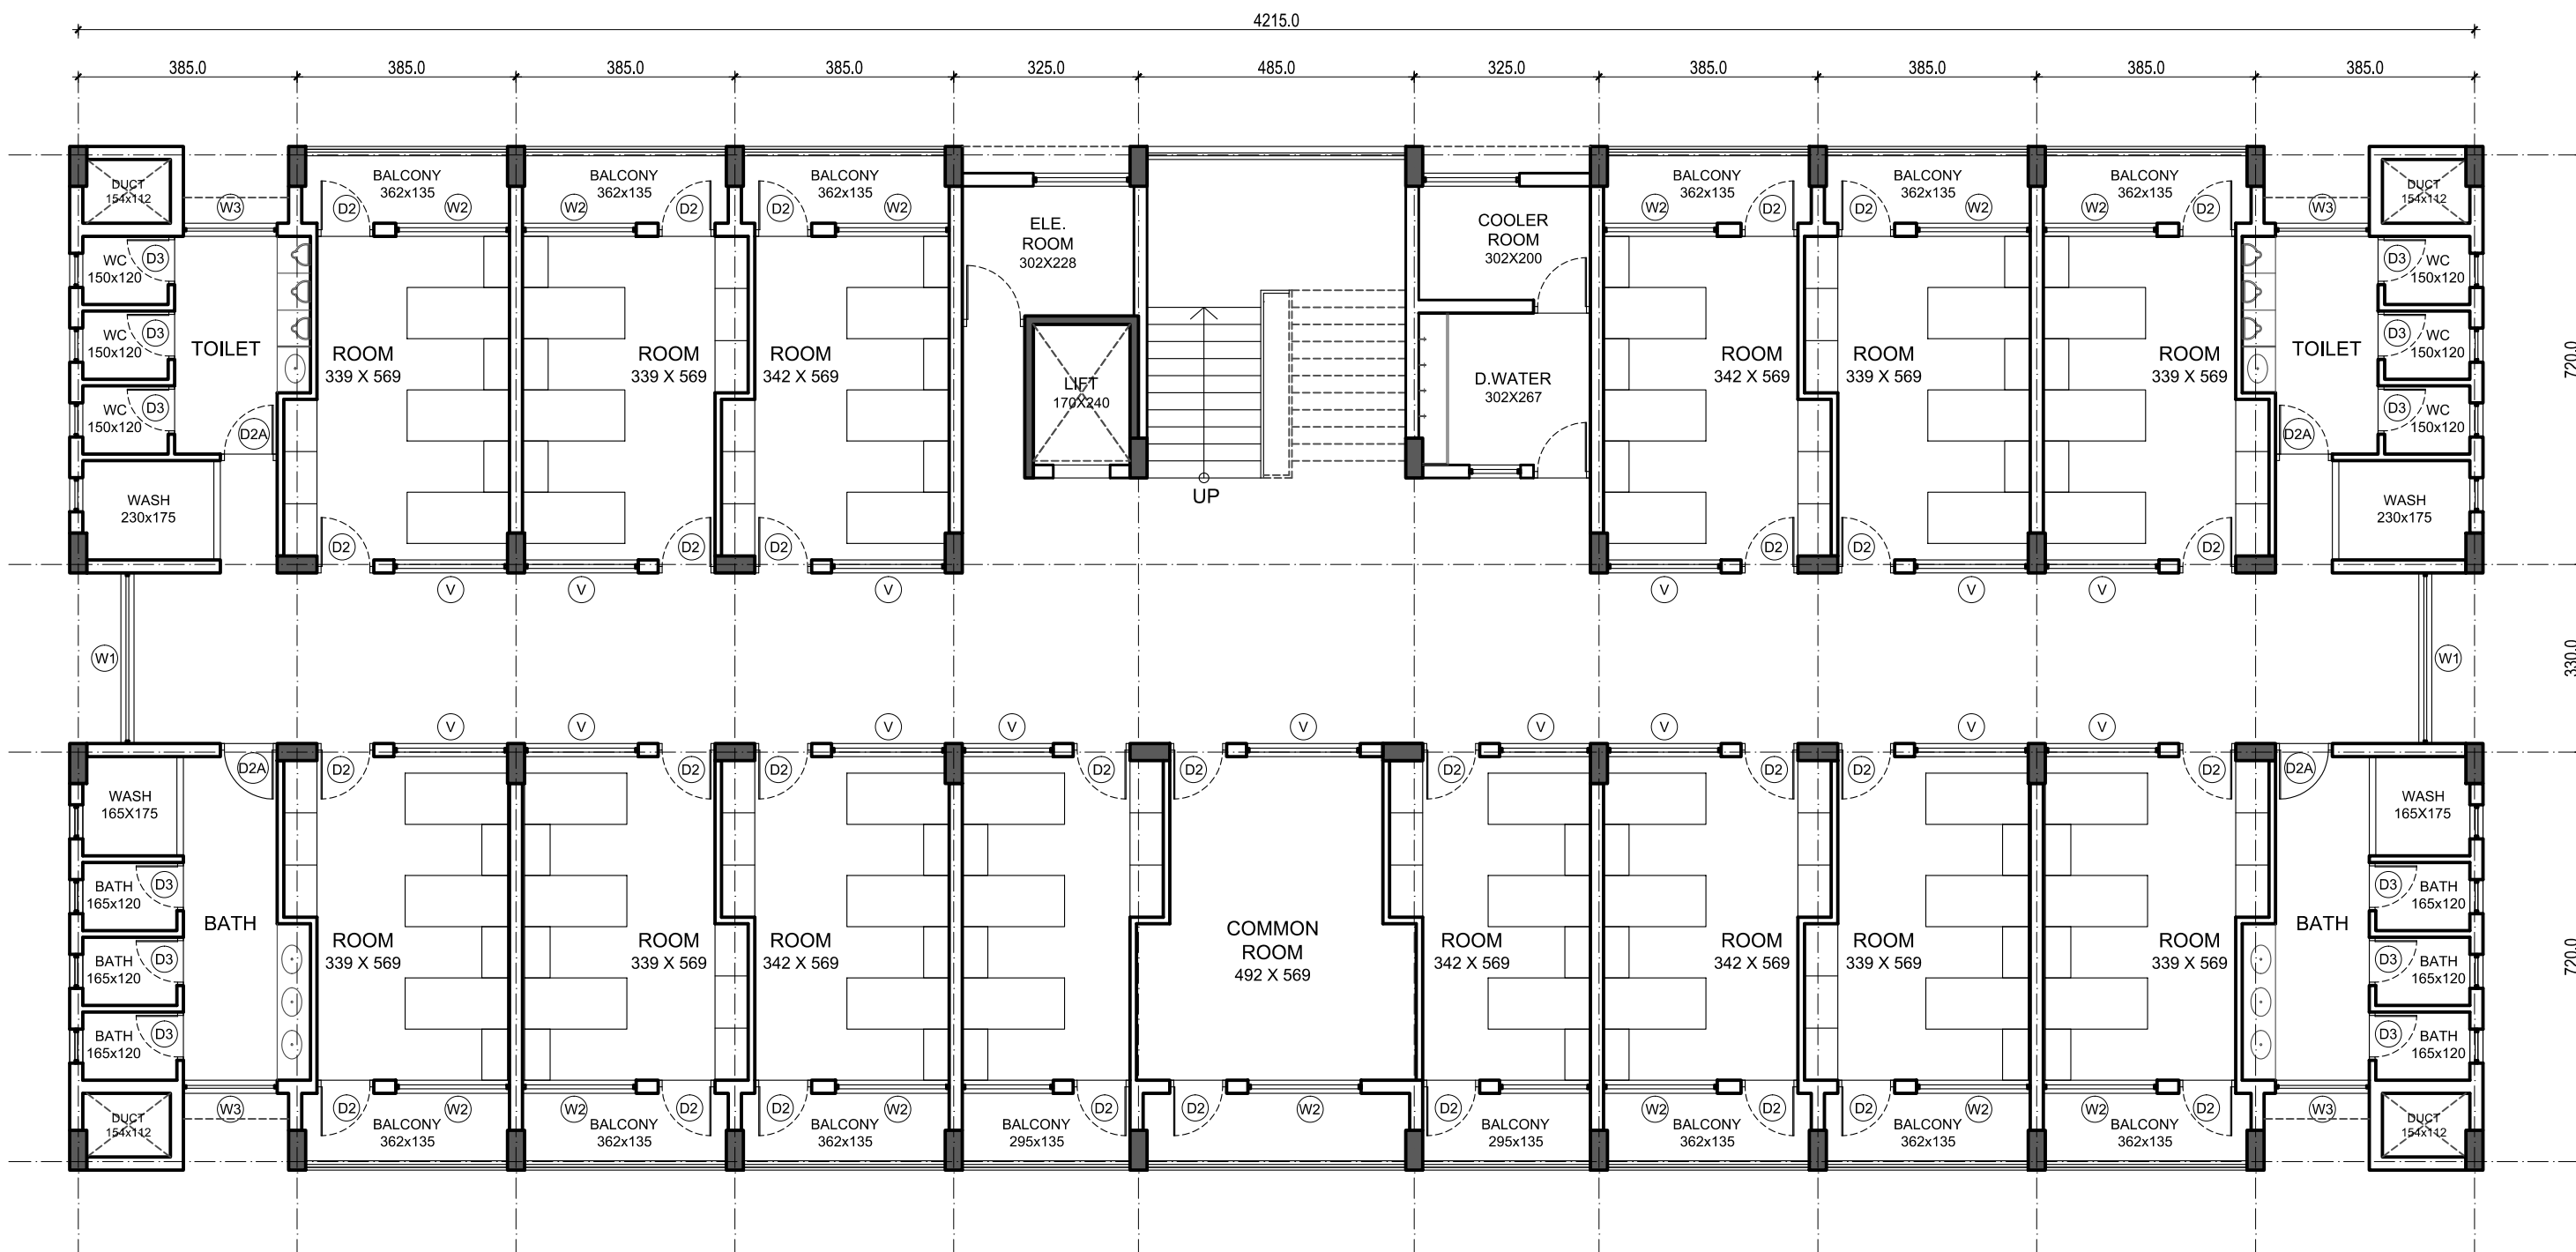 4215.0
385.0 385.0 385.0 385.0 325.0 485.0 325.0 385.0 385.0 385.0 385.0
BALCONY BALCONY BALCONY BALCONY BALCONY BALCONY
362x135 362x135 362x135 362x135 362x135 362x135
DUCT DUCT
154x112 154x112
W3 D2 W2 W2 D2 D2 W2 W2 D2 D2 W2 W2 D2 W3
ELE.
ROOM
302X228
COOLER
ROOM
302X200
WC D3 D3 WC
150x120 150x120
WC D3 D3 WC
150x120 150x120
WC D3 D3 WC
150x120 150x120
TOILET TOILET
ROOM ROOM ROOM ROOM ROOM ROOM
339 X 569 339 X 569 342 X 569 342 X 569 339 X 569 339 X 569
720.0
LIFT
170X240
D.WATER
302X267
D2A D2A
UP
WASH WASH
230x175 230x175
D2 D2 D2 D2 D2 D2
V V V V V V
W1 W1
330.0
V V V V V V V V V
D2A D2 D2 D2 D2 D2 D2 D2 D2 D2 D2A
WASH WASH
165X175 165X175
BATH D3 D3 BATH
165x120 165x120
BATH D3 D3 BATH
165x120 165x120
BATH D3 D3 BATH
165x120 165x120
BATH BATH
ROOM ROOM ROOM ROOM ROOM ROOM ROOM
339 X 569 339 X 569 342 X 569 342 X 569 342 X 569 339 X 569 339 X 569
COMMON
ROOM
492 X 569
720.0
W3 D2 W2 W2 D2 D2 W2 D2 D2 W2 D2 W2 D2 D2 W2 W2 D2 W3
DUCT DUCT
154x112 154x112
BALCONY BALCONY BALCONY BALCONY BALCONY BALCONY BALCONY BALCONY
362x135 362x135 362x135 295x135 295x135 362x135 362x135 362x135